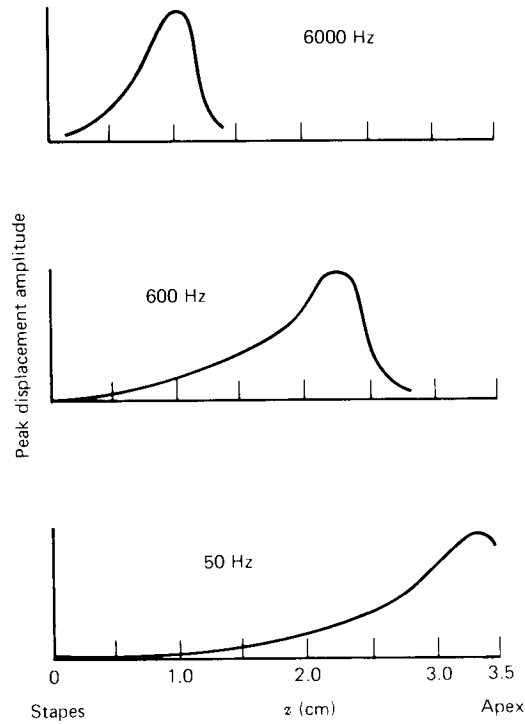 6000 Hz
600 Hz
Peak displacement amplitude
50 Hz
0 1.0 2.0 3.0 3.5
Stapes z (cm) Apex